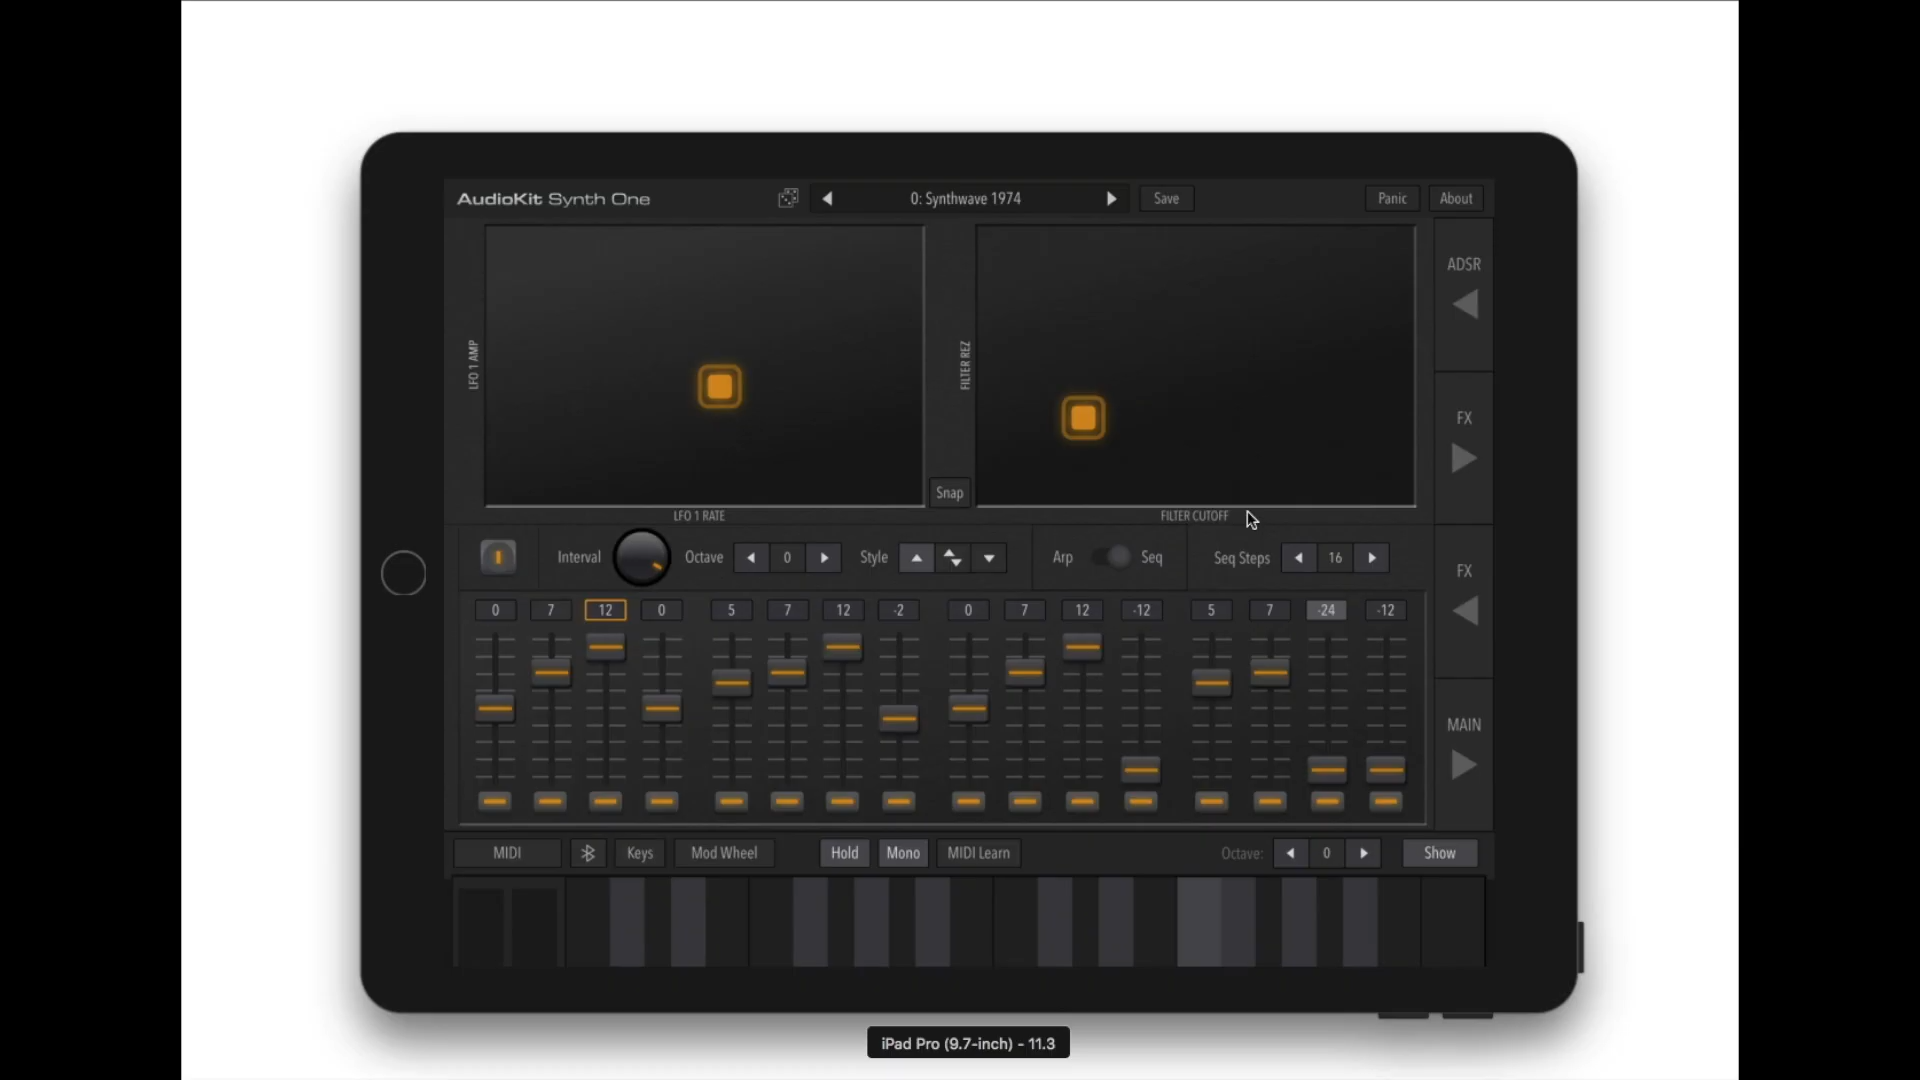 AudioKit Synth One
0: Synthwave 1974
Save
Panic
About
LFO 1 AMP
FILTER REZ
ADSR
FX
Snap
LFO 1 RATE
FILTER CUTOFF
Interval
Octave
0
Style
Arp
Seq
Seq Steps
16
FX
0 7 12 0 5 7 12 -2 0 7 12 -12 5 7 -24 -12
MAIN
MIDI
Keys
Mod Wheel
Hold
Mono
MIDI Learn
Octave:
0
Show
iPad Pro (9.7-inch) - 11.3